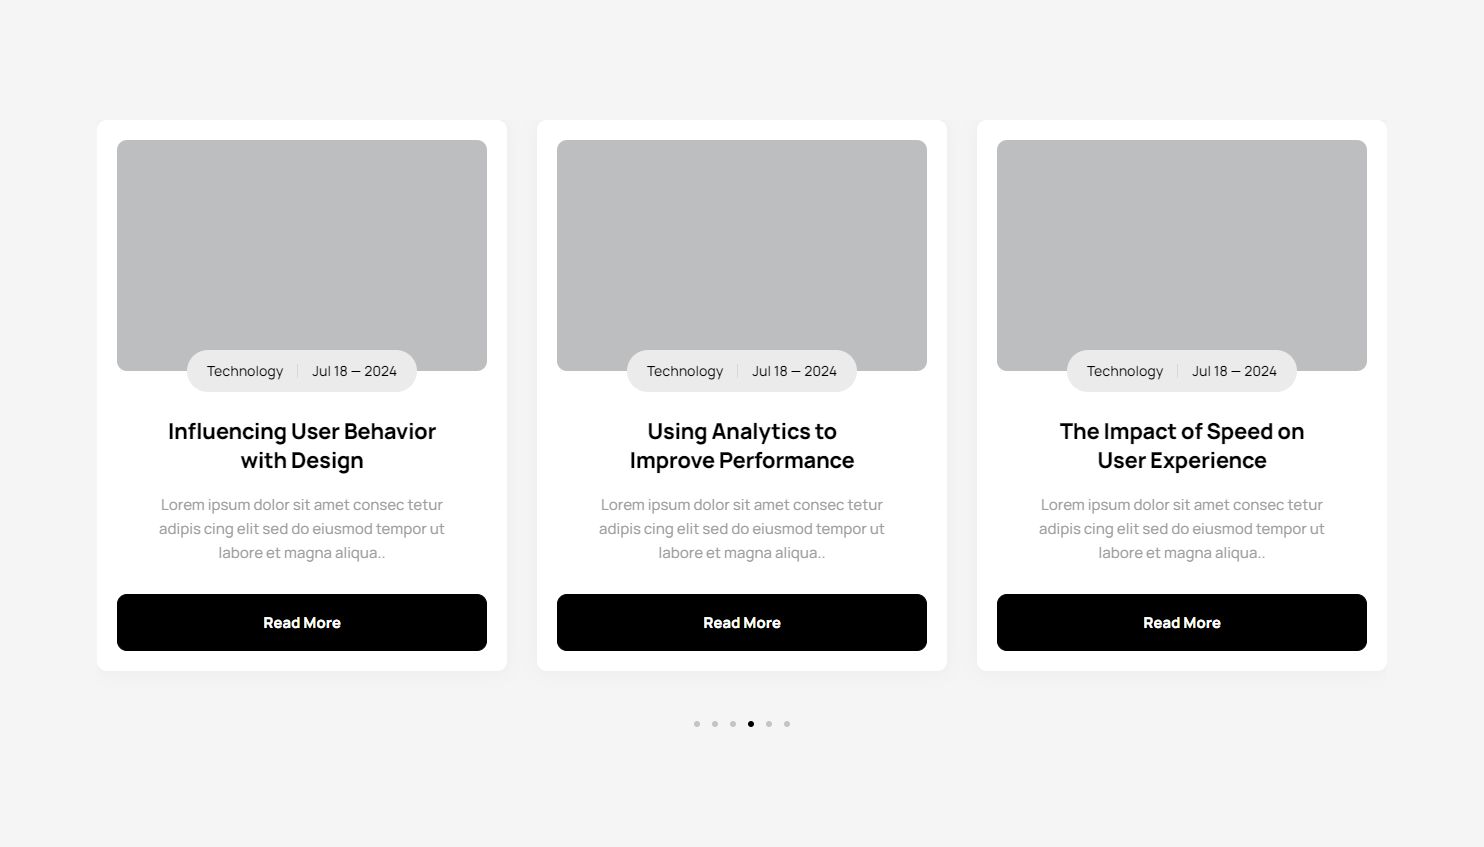 Technology | Jul 18 — 2024
Influencing User Behavior
with Design
Lorem ipsum dolor sit amet consec tetur
adipis cing elit sed do eiusmod tempor ut
labore et magna aliqua..
Read More
Technology | Jul 18 — 2024
Using Analytics to
Improve Performance
Lorem ipsum dolor sit amet consec tetur
adipis cing elit sed do eiusmod tempor ut
labore et magna aliqua..
Read More
Technology | Jul 18 — 2024
The Impact of Speed on
User Experience
Lorem ipsum dolor sit amet consec tetur
adipis cing elit sed do eiusmod tempor ut
labore et magna aliqua..
Read More